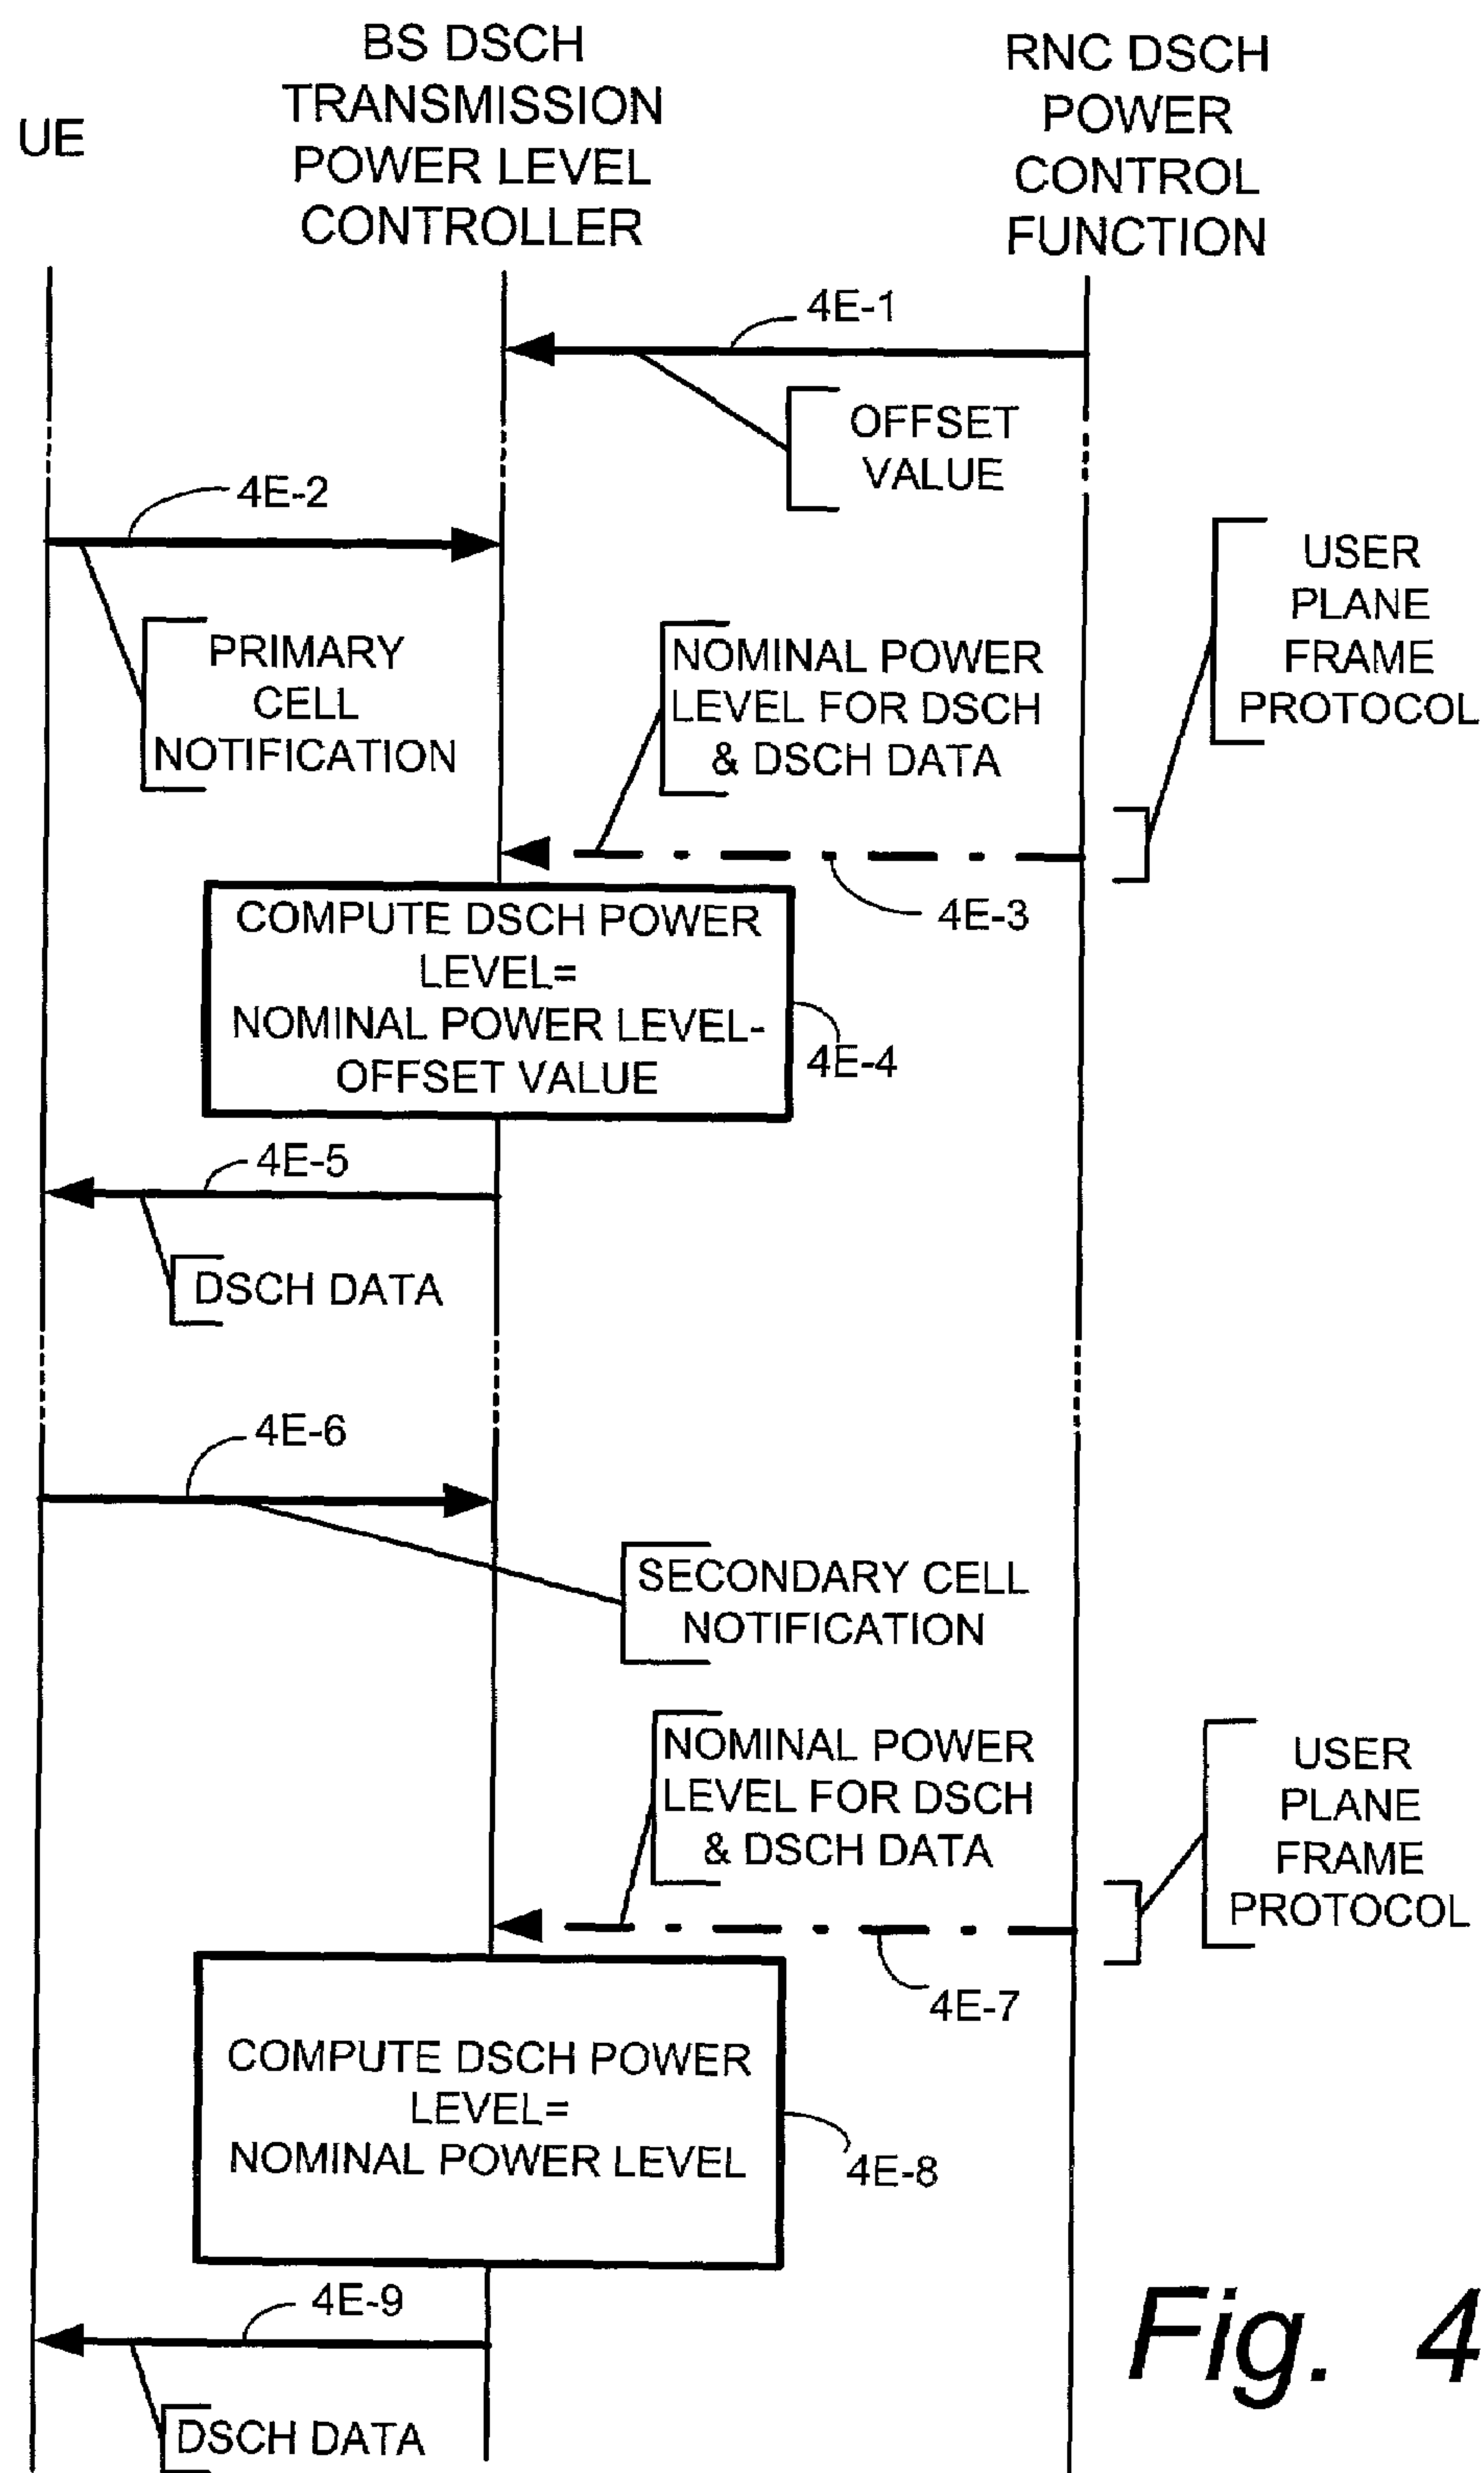 UE
BS DSCH
TRANSMISSION
POWER LEVEL
CONTROLLER
RNC DSCH
POWER
CONTROL
FUNCTION
4E-1
OFFSET
VALUE
4E-2
PRIMARY
CELL
NOTIFICATION
NOMINAL POWER
LEVEL FOR DSCH
& DSCH DATA
USER
PLANE
FRAME
PROTOCOL
4E-3
COMPUTE DSCH POWER
LEVEL=
NOMINAL POWER LEVEL-
OFFSET VALUE
4E-4
4E-5
DSCH DATA
4E-6
SECONDARY CELL
NOTIFICATION
NOMINAL POWER
LEVEL FOR DSCH
& DSCH DATA
USER
PLANE
FRAME
PROTOCOL
4E-7
COMPUTE DSCH POWER
LEVEL=
NOMINAL POWER LEVEL
4E-8
4E-9
DSCH DATA
Fig. 4